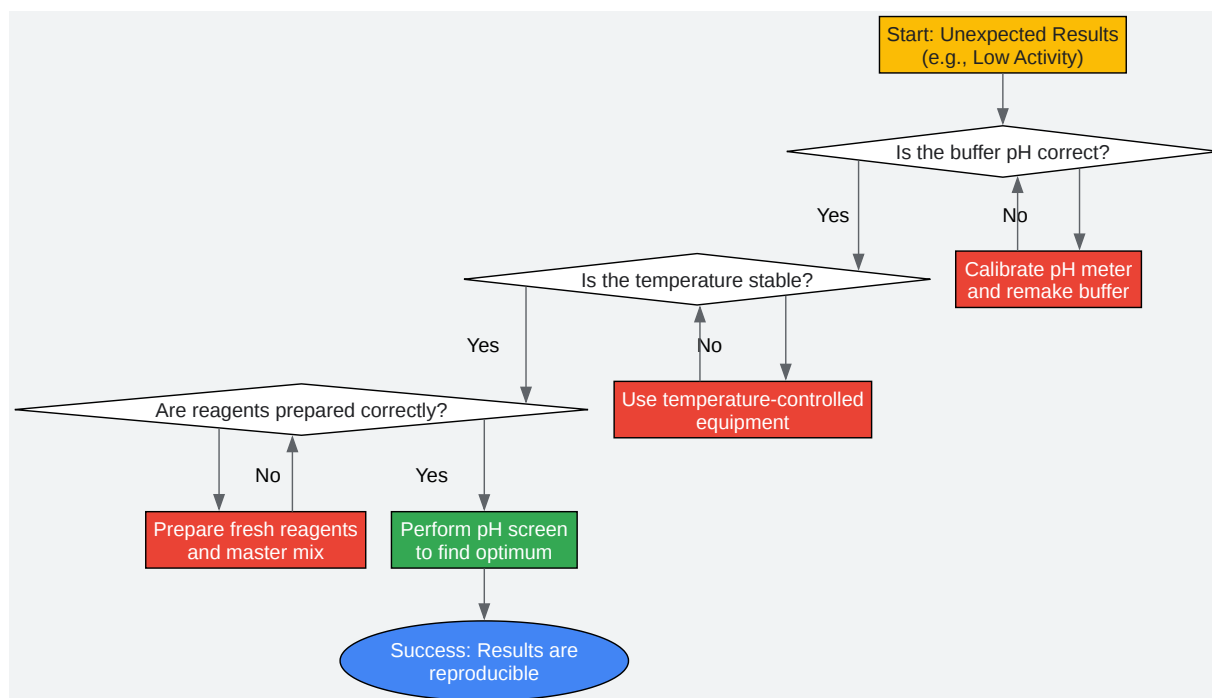 Start: Unexpected Results
(e.g., Low Activity)
Is the buffer pH correct?
Yes
No
Calibrate pH meter
and remake buffer
Is the temperature stable?
Yes
No
Use temperature-controlled
equipment
Are reagents prepared correctly?
No
Yes
Prepare fresh reagents
and master mix
Perform pH screen
to find optimum
Success: Results are
reproducible